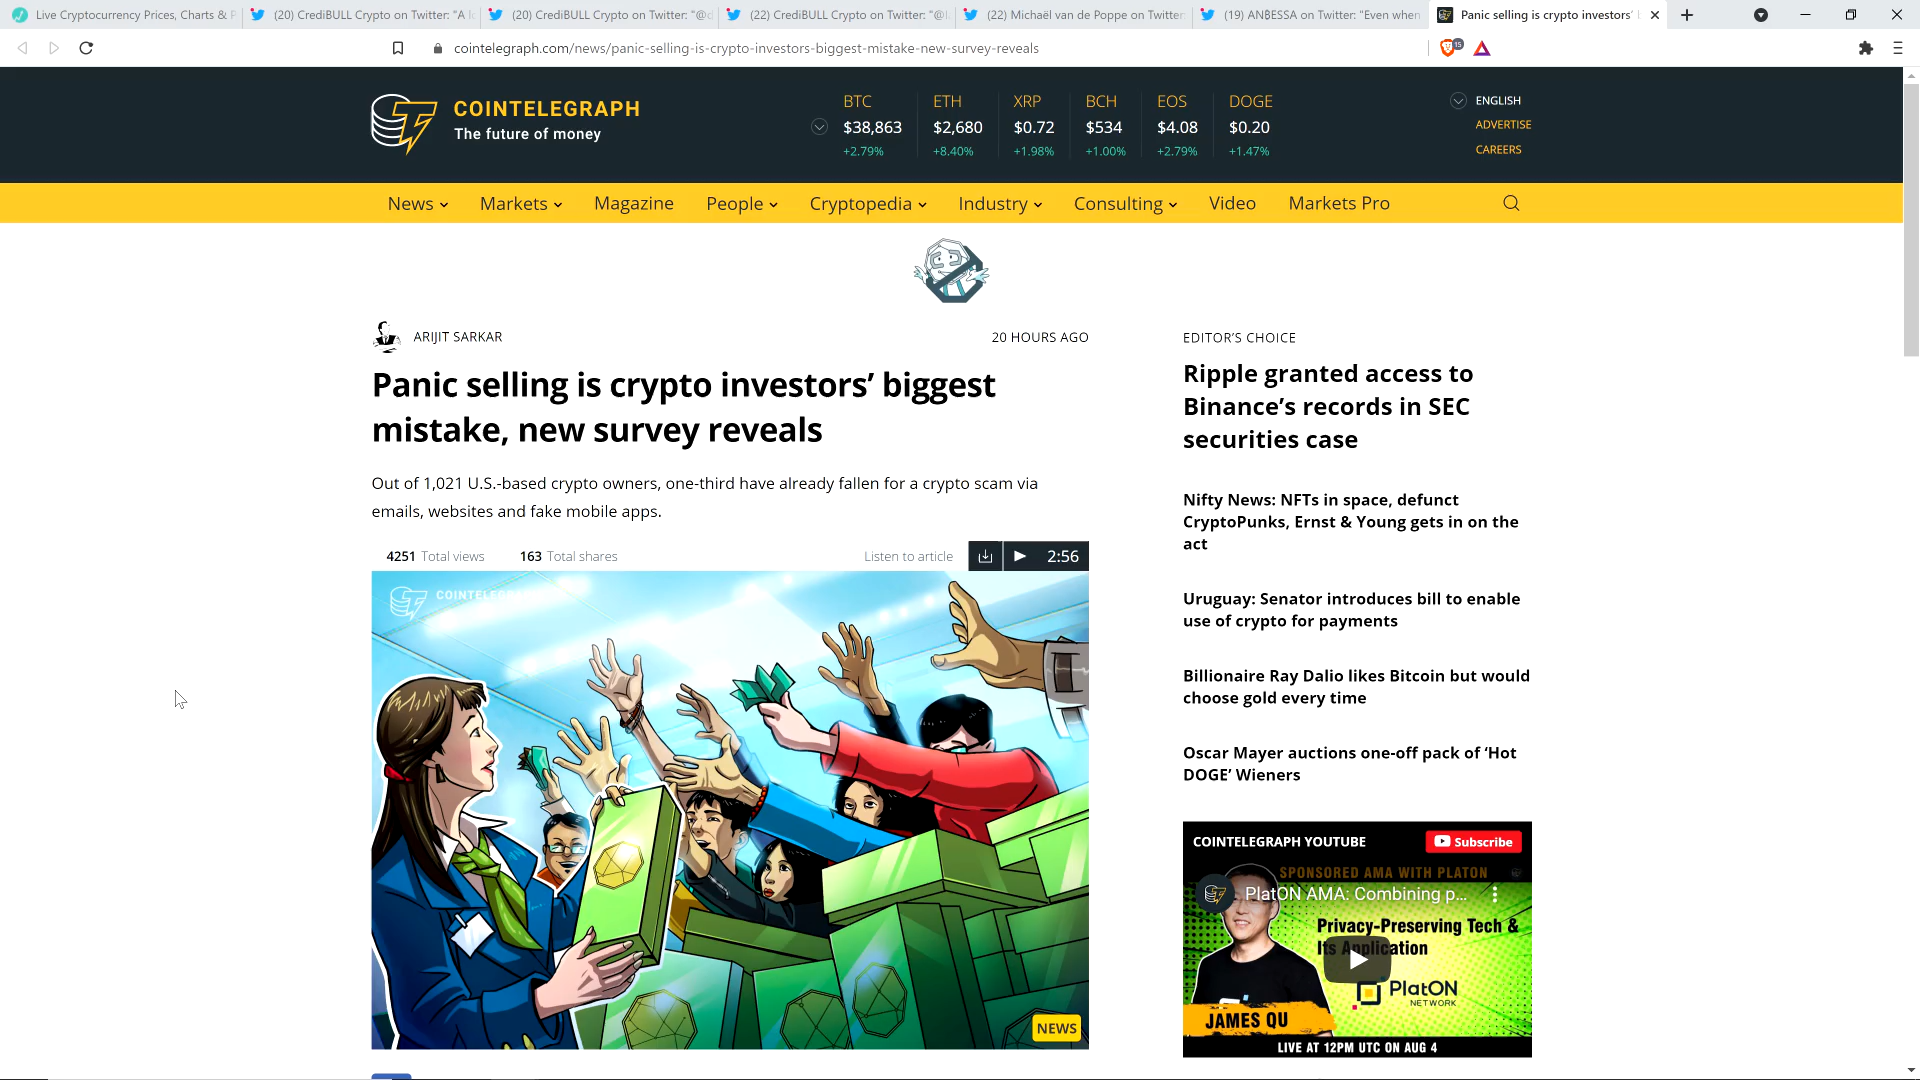 Live Cryptocurrency Prices, Charts & P
(20) CrediBULL Crypto on Twitter: "A l
(20) CrediBULL Crypto on Twitter: "@d
(22) CrediBULL Crypto on Twitter: "@l
(22) Michaël van de Poppe on Twitter:
(19) AN₿ESSA on Twitter: "Even when
Panic selling is crypto investors'
cointelegraph.com/news/panic-selling-is-crypto-investors-biggest-mistake-new-survey-reveals
15
COINTELEGRAPH
The future of money
BTC ETH XRP BCH EOS DOGE
$38,863 $2,680 $0.72 $534 $4.08 $0.20
+2.79% +8.40% +1.98% +1.00% +2.79% +1.47%
ENGLISH
ADVERTISE
CAREERS
News Markets Magazine People Cryptopedia Industry Consulting Video Markets Pro
ARIJIT SARKAR
20 HOURS AGO
Panic selling is crypto investors’ biggest
mistake, new survey reveals
Out of 1,021 U.S.-based crypto owners, one-third have already fallen for a crypto scam via
emails, websites and fake mobile apps.
4251 Total views 163 Total shares
Listen to article 2:56
NEWS
EDITOR’S CHOICE
Ripple granted access to
Binance’s records in SEC
securities case
Nifty News: NFTs in space, defunct
CryptoPunks, Ernst & Young gets in on the
act
Uruguay: Senator introduces bill to enable
use of crypto for payments
Billionaire Ray Dalio likes Bitcoin but would
choose gold every time
Oscar Mayer auctions one-off pack of ‘Hot
DOGE’ Wieners
COINTELEGRAPH YOUTUBE
Subscribe
SPONSORED AMA WITH PLATON
PlatON AMA: Combining p...
Privacy-Preserving Tech &
Its Application
PlatON
NETWORK
JAMES QU
LIVE AT 12PM UTC ON AUG 4